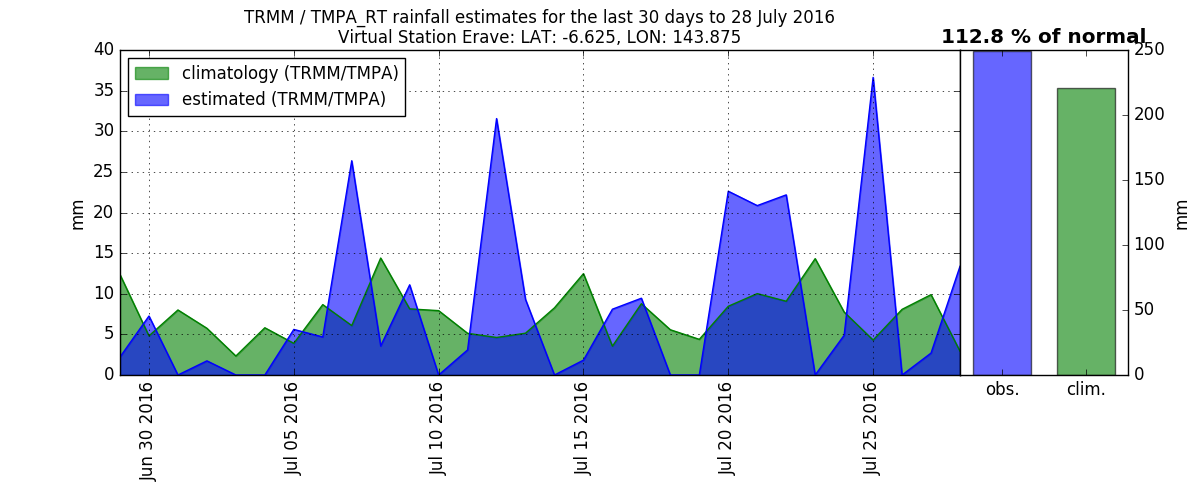 TRMM / TMPA_RT rainfall estimates for the last 30 days to 28 July 2016
Virtual Station Erave: LAT: -6.625, LON: 143.875
112.8 % of normal
climatology (TRMM/TMPA)
estimated (TRMM/TMPA)
40
35
30
25
20
15
10
5
0
mm
Jun 30 2016
Jul 05 2016
Jul 10 2016
Jul 15 2016
Jul 20 2016
Jul 25 2016
obs.
clim.
250
200
150
100
50
0
mm